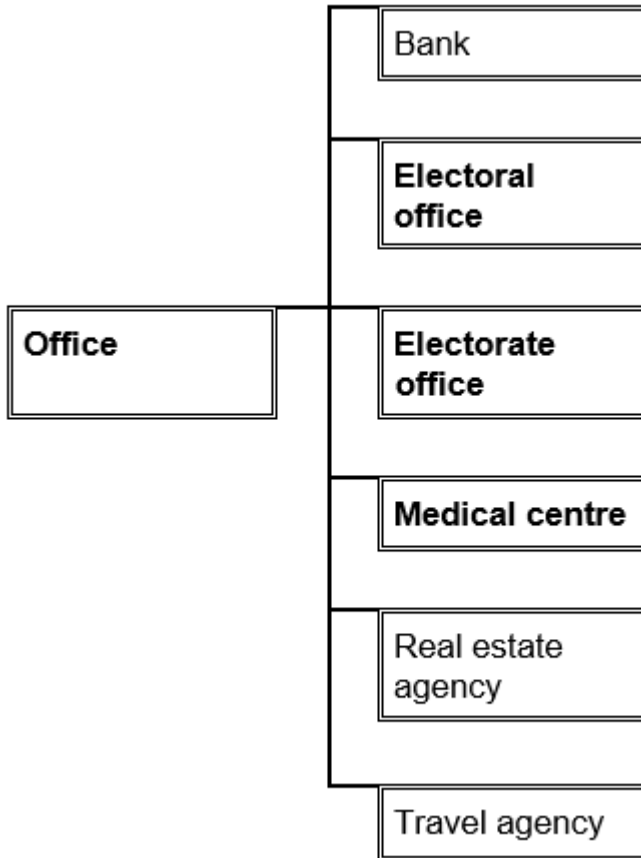 Bank
Electoral
office
Office
Electorate
office
Medical centre
Real estate
agency
Travel agency